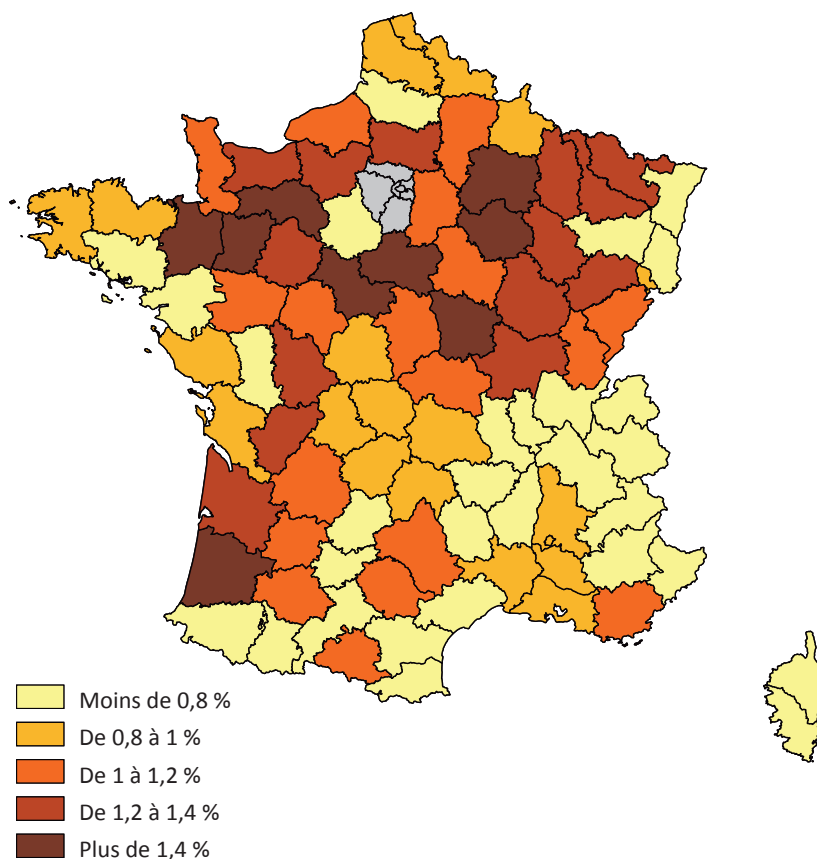 Moins de 0,8 %
De 0,8 à 1 %
De 1 à 1,2 %
De 1,2 à 1,4 %
Plus de 1,4 %